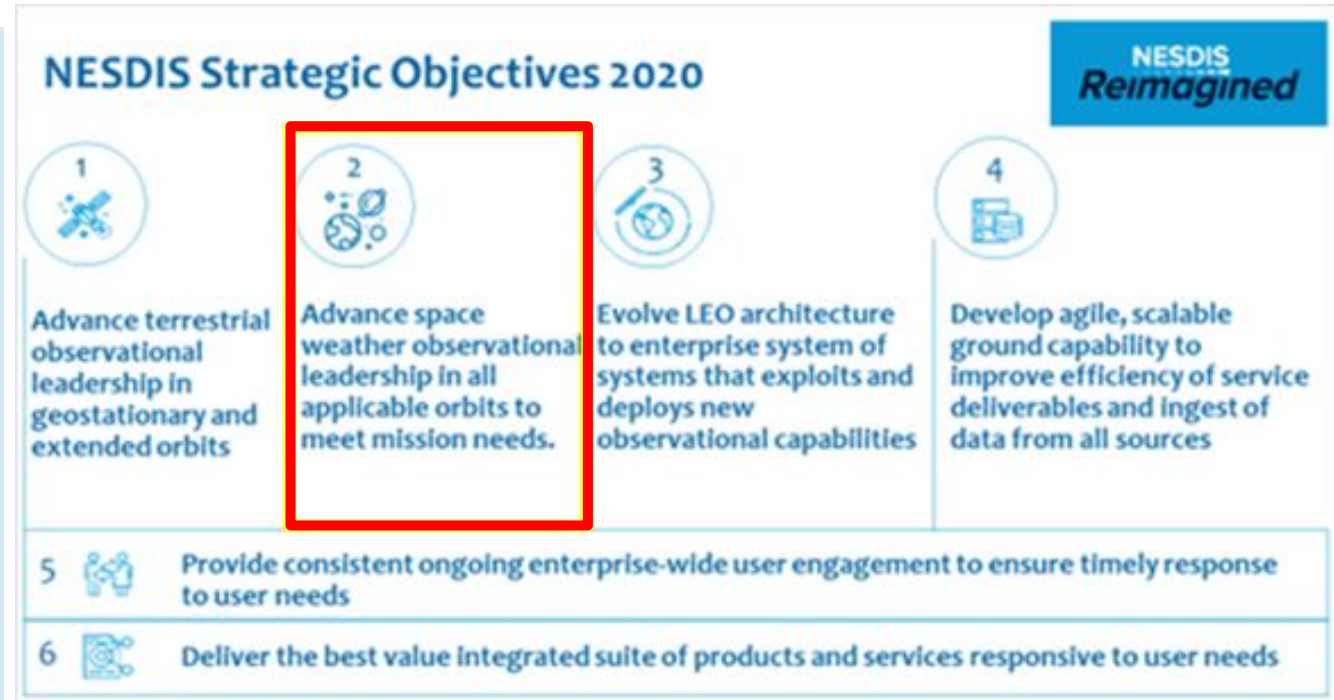 NESDIS Strategic Objectives 2020
NESDIS
Reimagined
1
Advance terrestrial
observational
leadership in
geostationary and
extended orbits
2
Advance space
weather observational
leadership in all
applicable orbits to
meet mission needs.
3
Evolve LEO architecture
to enterprise system of
systems that exploits and
deploys new
observational capabilities
4
Develop agile, scalable
ground capability to
improve efficiency of service
deliverables and ingest of
data from all sources
5
Provide consistent ongoing enterprise-wide user engagement to ensure timely response
to user needs
6
Deliver the best value integrated suite of products and services responsive to user needs